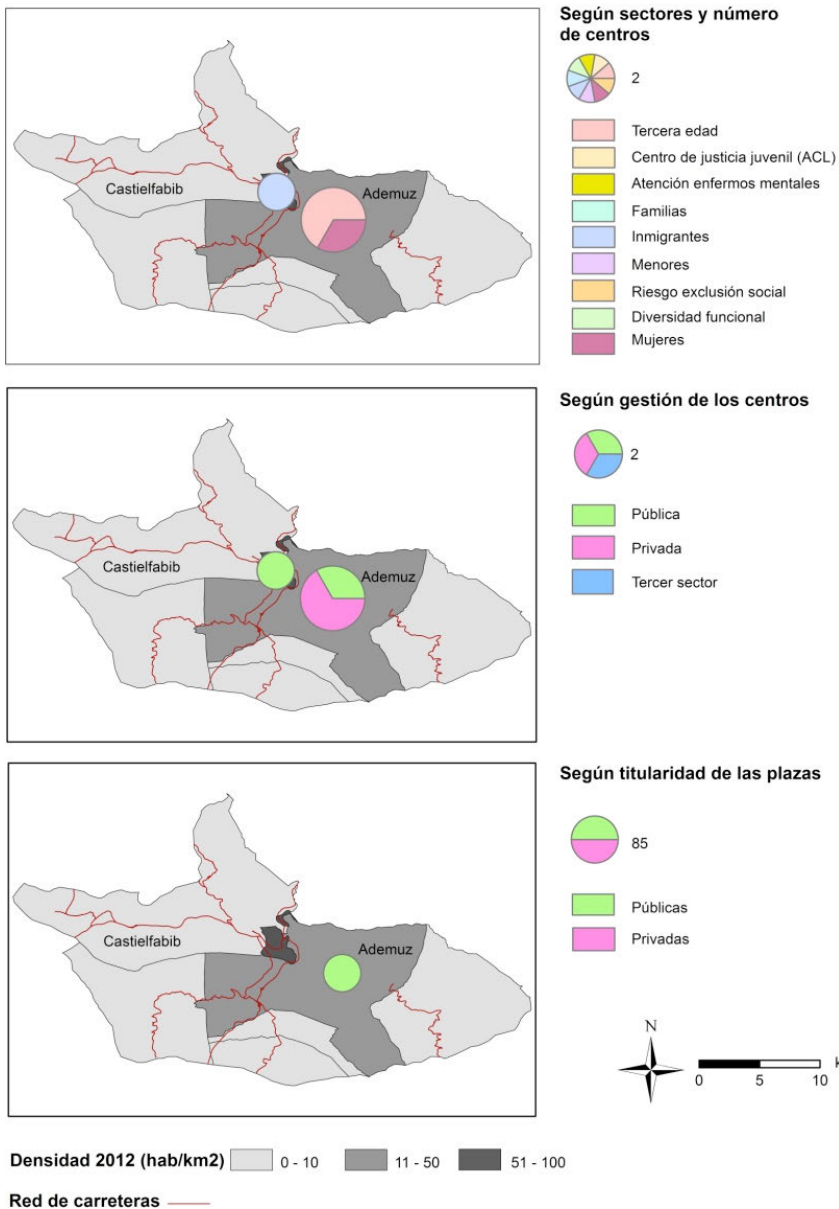 Según sectores y número
de centros
2
Tercera edad
Centro de justicia juvenil (ACL)
Atención enfermos mentales
Familias
Inmigrantes
Menores
Riesgo exclusión social
Diversidad funcional
Mujeres
Castielfabib
Ademuz
Según gestión de los centros
2
Pública
Privada
Tercer sector
Castielfabib
Ademuz
Según titularidad de las plazas
85
Públicas
Privadas
Castielfabib
Ademuz
N
0 5 10
Densidad 2012 (hab/km2) 0 - 10 11 - 50 51 - 100
Red de carreteras